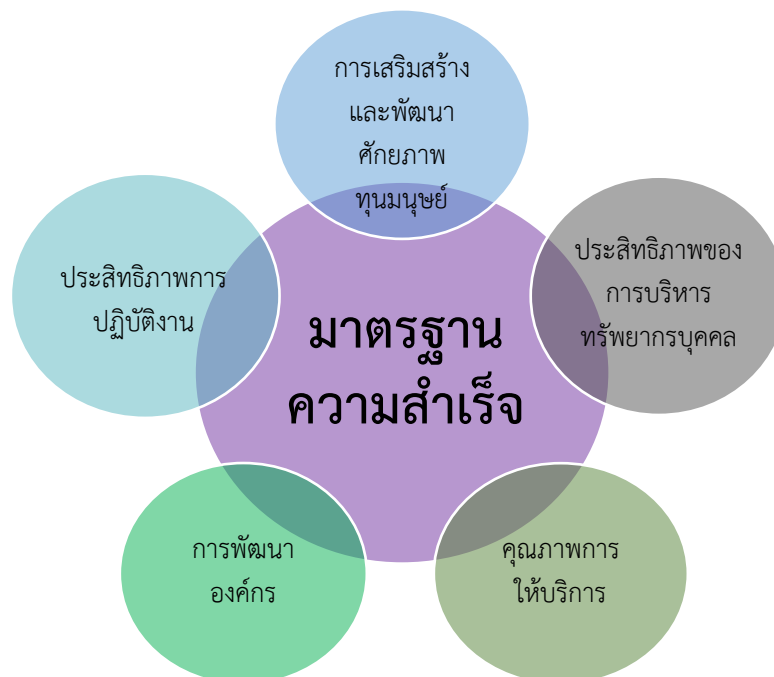 การเสริมสร้าง
และพัฒนา
ศักยภาพ
ทุนมนุษย์
ประสิทธิภาพของ
การบริหาร
ทรัพยากรบุคคล
ประสิทธิภาพการ
ปฏิบัติงาน
มาตรฐาน
ความสำเร็จ
การพัฒนา
องค์กร
คุณภาพการ
ให้บริการ